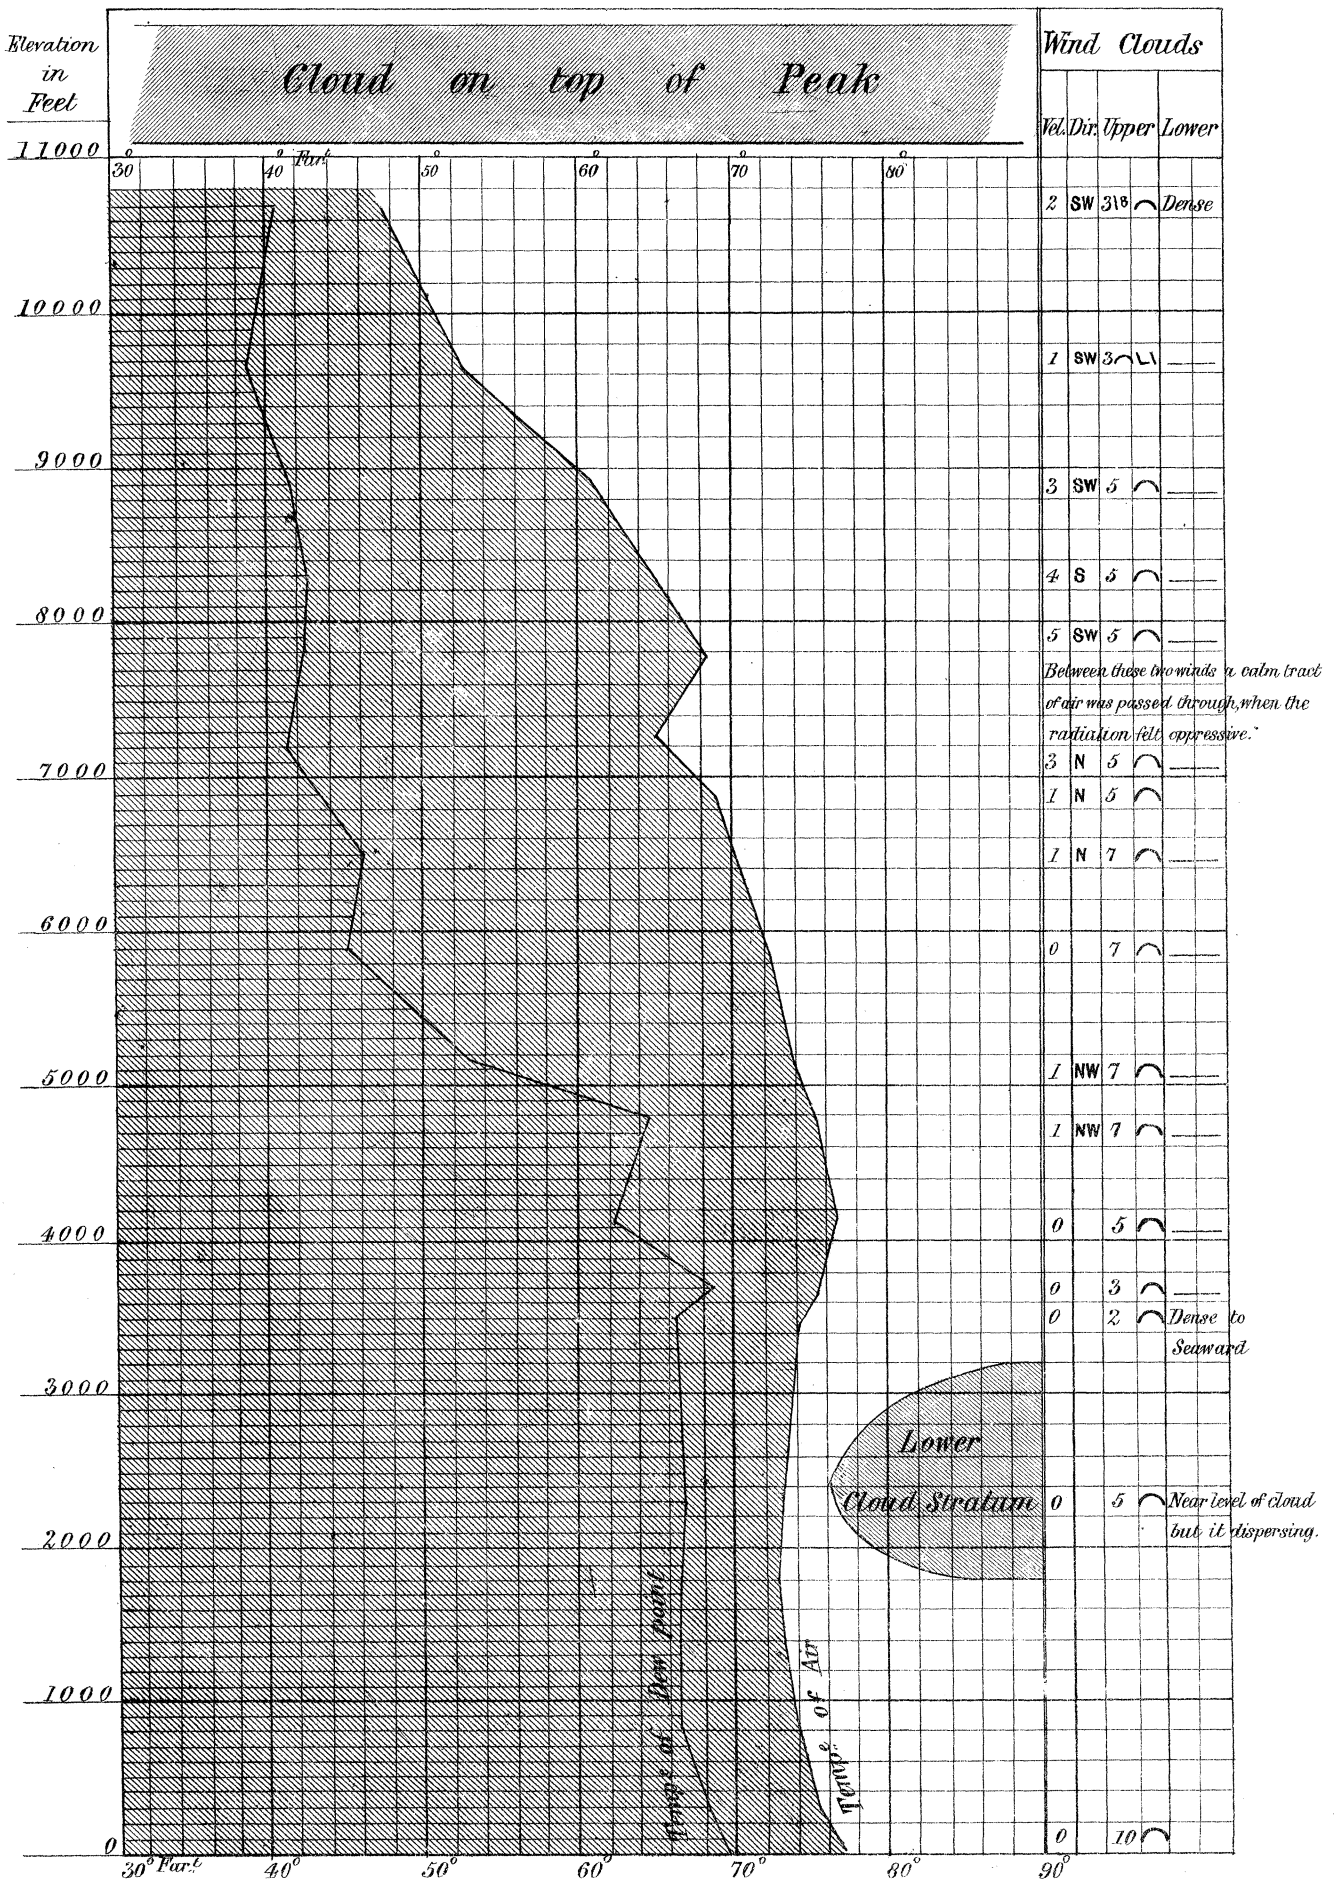 Elevation
in
Feet
Cloud on top of Peak
Wind Clouds
Vel. Dir. Upper Lower
11000
30° 40° Fart. 50° 60° 70° 80°
2 SW 318 Dense
10000
1 SW 3
9000
3 SW 5
4 S 5
8000
5 SW 5
Between these two winds a calm tract
of air was passed through, when the
radiation felt oppressive."
3 N 5
7000
1 N 5
1 N 7
6000
0 7
5000
1 NW 7
1 NW 7
4000
0 5
0 3
0 2 Dense to
Seaward
3000
Lower
Cloud Stratum
0 5 Near level of cloud
but it dispersing.
2000
Tempe of Dew point
Tempe of Air
1000
0
0 10
30° Fart. 40° 50° 60° 70° 80° 90°